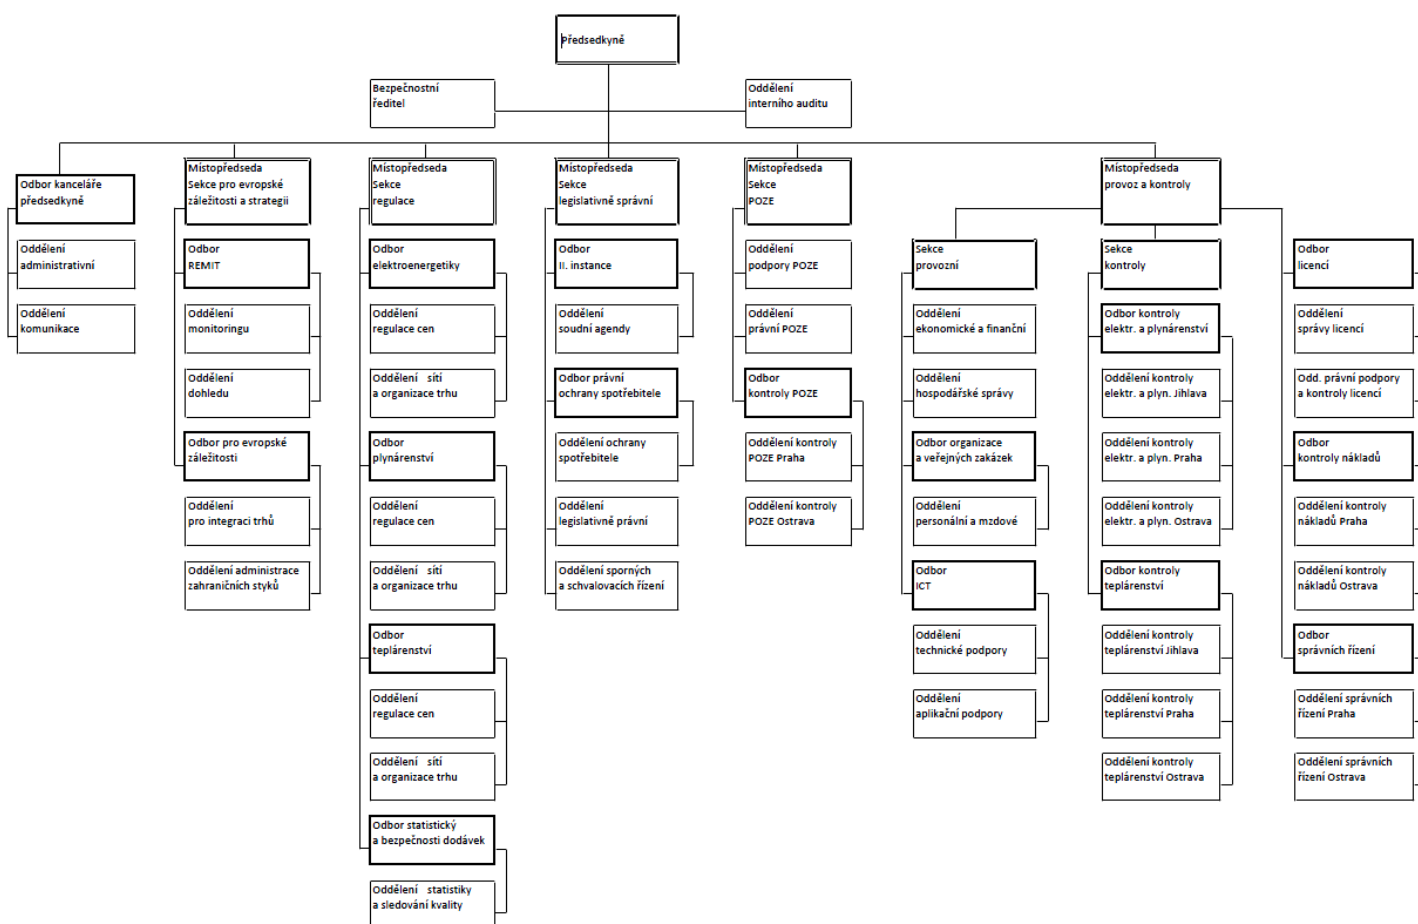 Předsedkyně
Bezpečnostní
ředitel
Oddělení
interního auditu
Odbor kanceláře
předsedkyně
Oddělení
administrativní
Oddělení
komunikace
Místopředseda
Sekce pro evropské
záležitosti a strategii
Odbor
REMIT
Oddělení
monitoringu
Oddělení
dohledu
Odbor pro evropské
záležitosti
Oddělení
pro integraci trhů
Oddělení administrace
zahraničních styků
Místopředseda
Sekce
regulace
Odbor
elektroenergetiky
Oddělení
regulace cen
Oddělení sítí
a organizace trhu
Odbor
plynárenství
Oddělení
regulace cen
Oddělení sítí
a organizace trhu
Odbor
teplárenství
Oddělení
regulace cen
Oddělení sítí
a organizace trhu
Odbor statistický
a bezpečnosti dodávek
Oddělení statistiky
a sledování kvality
Místopředseda
Sekce
legislativně správní
Odbor
II. instance
Oddělení
soudní agendy
Odbor právní
ochrany spotřebitele
Oddělení ochrany
spotřebitele
Oddělení
legislativně právní
Oddělení sporných
a schvalovacích řízení
Místopředseda
Sekce
POZE
Oddělení
podpory POZE
Oddělení
právní POZE
Odbor
kontroly POZE
Oddělení kontroly
POZE Praha
Oddělení kontroly
POZE Ostrava
Místopředseda
provoz a kontroly
Sekce
provozní
Oddělení
ekonomické a finanční
Oddělení
hospodářské správy
Odbor organizace
a veřejných zakázek
Oddělení
personální a mzdové
Odbor
ICT
Oddělení
technické podpory
Oddělení
aplikační podpory
Sekce
kontroly
Odbor kontroly
elektr. a plynárenství
Oddělení kontroly
elektr. a plyn. Jihlava
Oddělení kontroly
elektr. a plyn. Praha
Oddělení kontroly
elektr. a plyn. Ostrava
Odbor kontroly
teplárenství
Oddělení kontroly
teplárenství Jihlava
Oddělení kontroly
teplárenství Praha
Oddělení kontroly
teplárenství Ostrava
Odbor
licencí
Oddělení
správy licencí
Odd. právní podpory
a kontroly licencí
Odbor
kontroly nákladů
Oddělení kontroly
nákladů Praha
Oddělení kontroly
nákladů Ostrava
Odbor
správních řízení
Oddělení správních
řízení Praha
Oddělení správních
řízení Ostrava